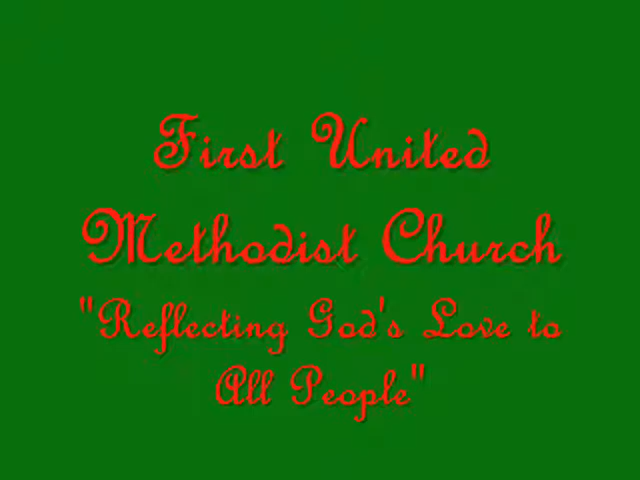 First United
Methodist Church
"Reflecting God's Love to
All People"